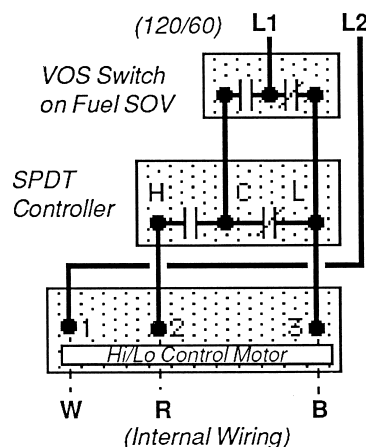 (120/60) L1 L2
VOS Switch
on Fuel SOV
SPDT
Controller
H C L
1 2 3
Hi/Lo Control Motor
W R B
(Internal Wiring)